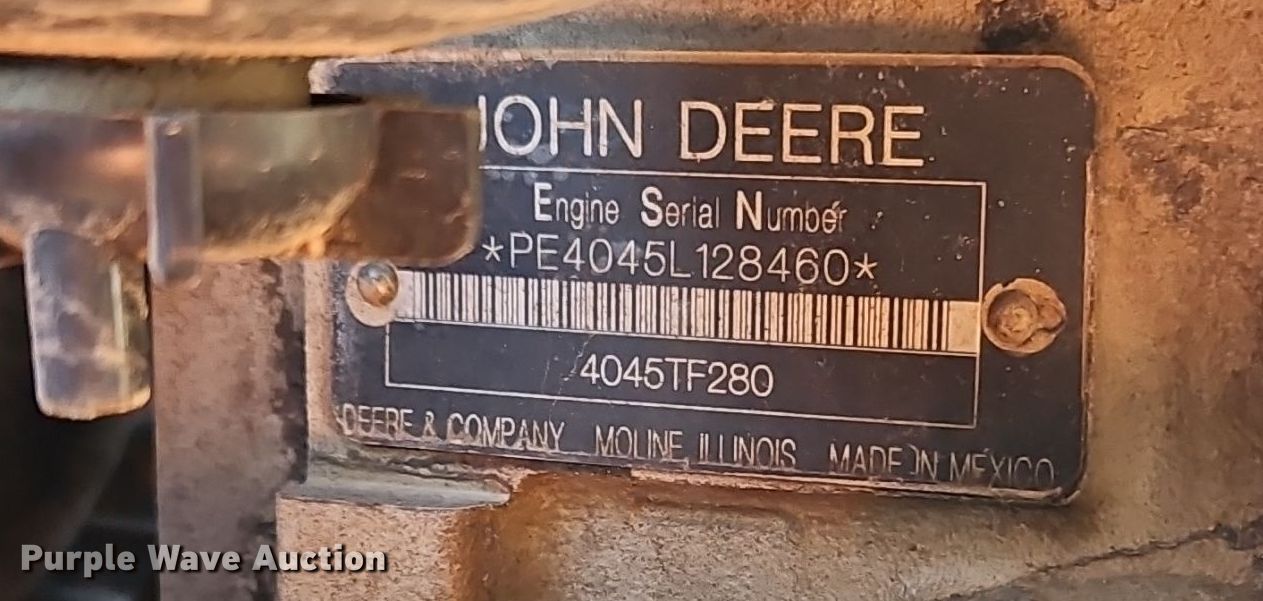 JOHN DEERE
Engine Serial Number
*PE4045L128460*
4045TF280
DEERE & COMPANY MOLINE, ILLINOIS MADE IN MEXICO
Purple Wave Auction